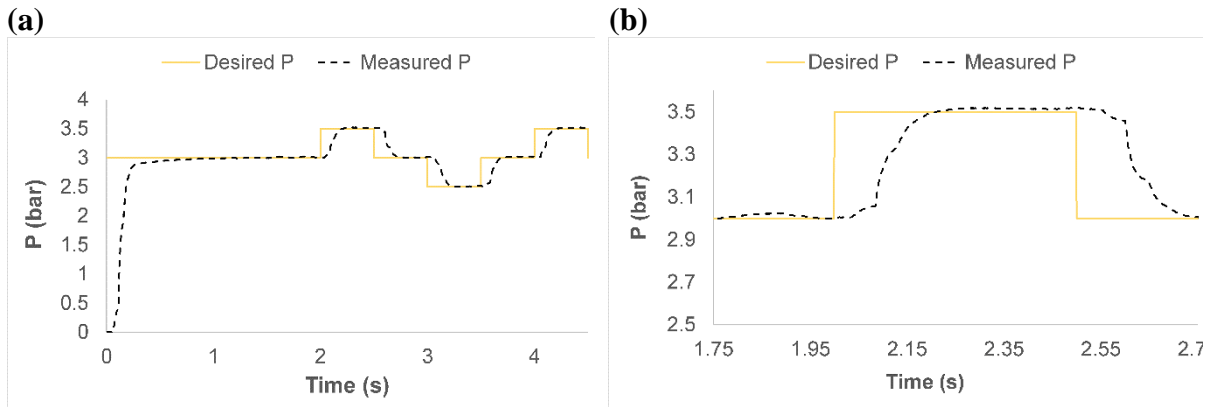 (a)
Desired P Measured P
4
3.5
3
2.5
2
1.5
1
0.5
0
P (bar)
0 1 2 3 4
Time (s)
(b)
Desired P Measured P
3.5
3.3
3.1
2.9
2.7
2.5
P (bar)
1.75 1.95 2.15 2.35 2.55 2.7
Time (s)